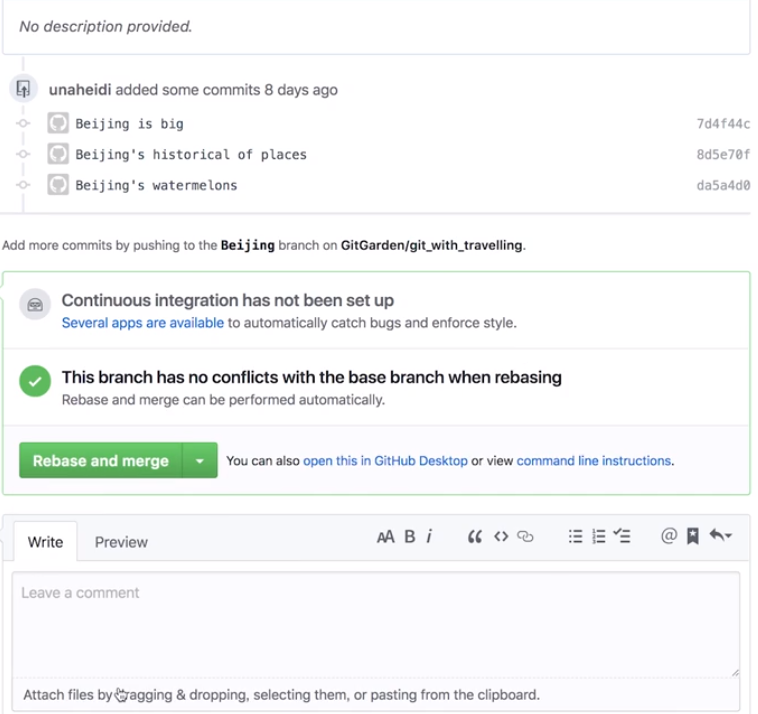 No description provided.
unaheidi added some commits 8 days ago
Beijing is big 7d4f44c
Beijing's historical of places 8d5e70f
Beijing's watermelons da5a4d0
Add more commits by pushing to the Beijing branch on GitGarden/git_with_travelling.
Continuous integration has not been set up
Several apps are available to automatically catch bugs and enforce style.
This branch has no conflicts with the base branch when rebasing
Rebase and merge can be performed automatically.
Rebase and merge You can also open this in GitHub Desktop or view command line instructions.
Write Preview AA B i
Leave a comment
Attach files by dragging & dropping, selecting them, or pasting from the clipboard.